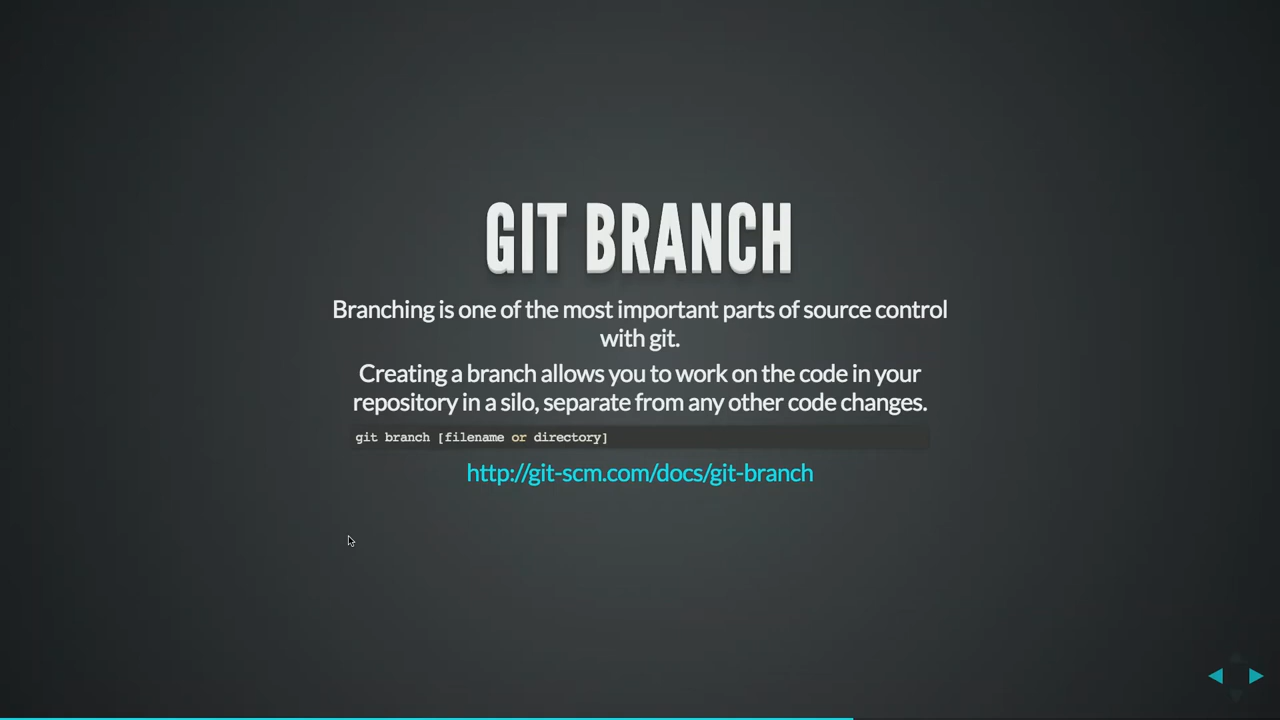 GIT BRANCH
Branching is one of the most important parts of source control
with git.
Creating a branch allows you to work on the code in your
repository in a silo, separate from any other code changes.
git branch [filename or directory]
http://git-scm.com/docs/git-branch